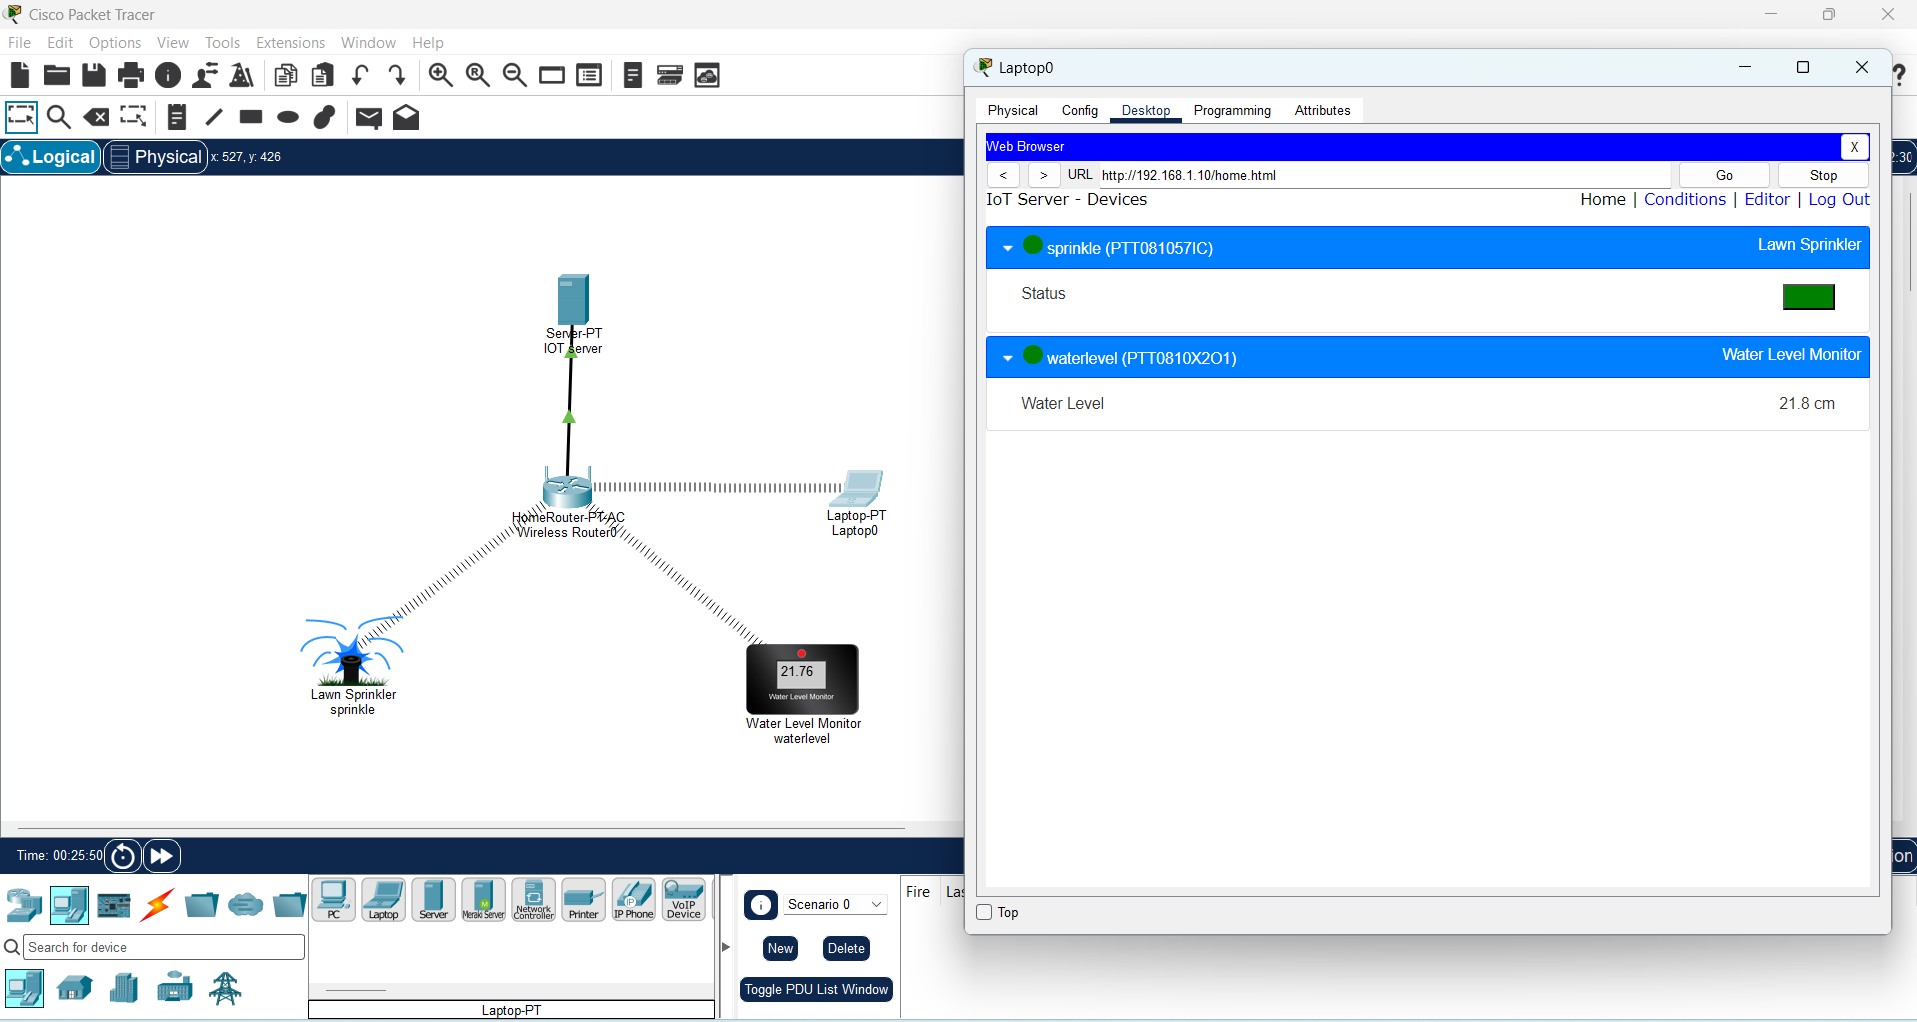 Cisco Packet Tracer
File Edit Options View Tools Extensions Window Help
Logical Physical x: 527, y: 426
Server-PT
IOT server
HomeRouter-PT-AC
Wireless Router0
Laptop-PT
Laptop0
Lawn Sprinkler
sprinkle
21.76
Water Level Monitor
Water Level Monitor
waterlevel
Time: 00:25:50
PC Laptop Server Meraki Server Network Controller Printer IP Phone VoIP Device
Search for device
Laptop-PT
Scenario 0
New Delete
Toggle PDU List Window
Fire Las
Laptop0
Physical Config Desktop Programming Attributes
Web Browser X
< > URL http://192.168.1.10/home.html Go Stop
IoT Server - Devices Home | Conditions | Editor | Log Out
sprinkle (PTT081057IC) Lawn Sprinkler
Status
waterlevel (PTT0810X2O1) Water Level Monitor
Water Level 21.8 cm
Top
?
:30
ion